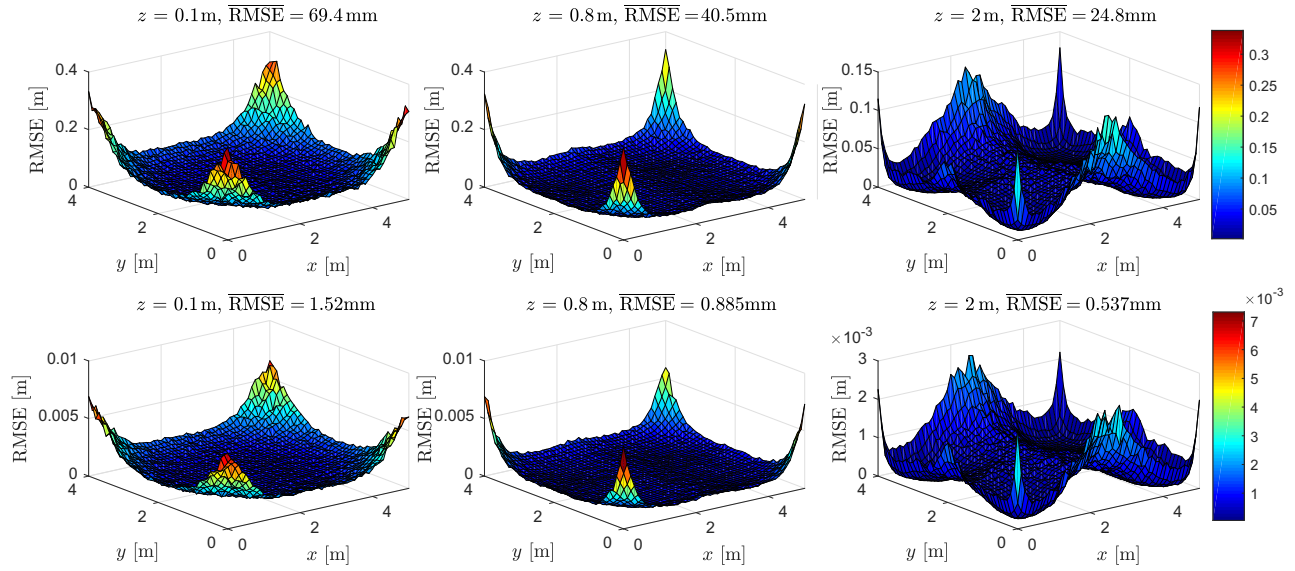 z = 0.1 m, RMSE = 69.4 mm
z = 0.8 m, RMSE = 40.5 mm
z = 2 m, RMSE = 24.8mm
RMSE [m]
0.4
0.2
0
4
2
0
y [m]
0
2
4
x [m]
RMSE [m]
0.4
0.2
0
4
2
0
y [m]
0
2
4
x [m]
RMSE [m]
0.15
0.1
0.05
0
4
2
0
y [m]
0
2
4
x [m]
0.3
0.25
0.2
0.15
0.1
0.05
z = 0.1 m, RMSE = 1.52mm
z = 0.8 m, RMSE = 0.885mm
z = 2 m, RMSE = 0.537mm
RMSE [m]
0.01
0.005
0
4
2
0
y [m]
0
2
4
x [m]
RMSE [m]
0.01
0.005
0
4
2
0
y [m]
0
2
4
x [m]
×10⁻³
RMSE [m]
3
2
1
0
4
2
0
y [m]
0
2
4
x [m]
×10⁻³
7
6
5
4
3
2
1